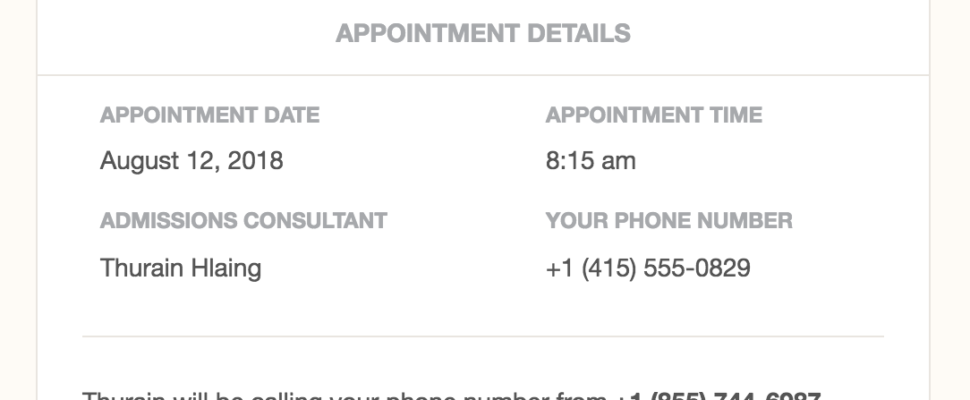 APPOINTMENT DETAILS
APPOINTMENT DATE
August 12, 2018
APPOINTMENT TIME
8:15 am
ADMISSIONS CONSULTANT
Thurain Hlaing
YOUR PHONE NUMBER
+1 (415) 555-0829
Thurain will be calling your phone number from +1 (855) 744-